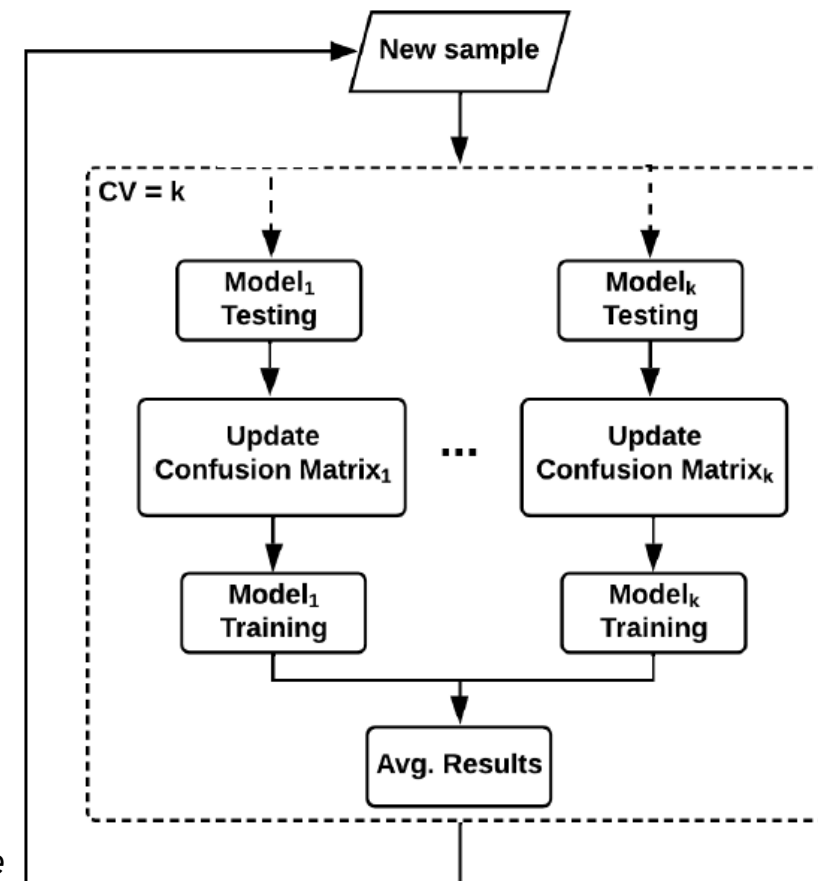 New sample
CV = k
Model₁
Testing
Modelₖ
Testing
Update
Confusion Matrix₁
...
Update
Confusion Matrixₖ
Model₁
Training
Modelₖ
Training
Avg. Results
e